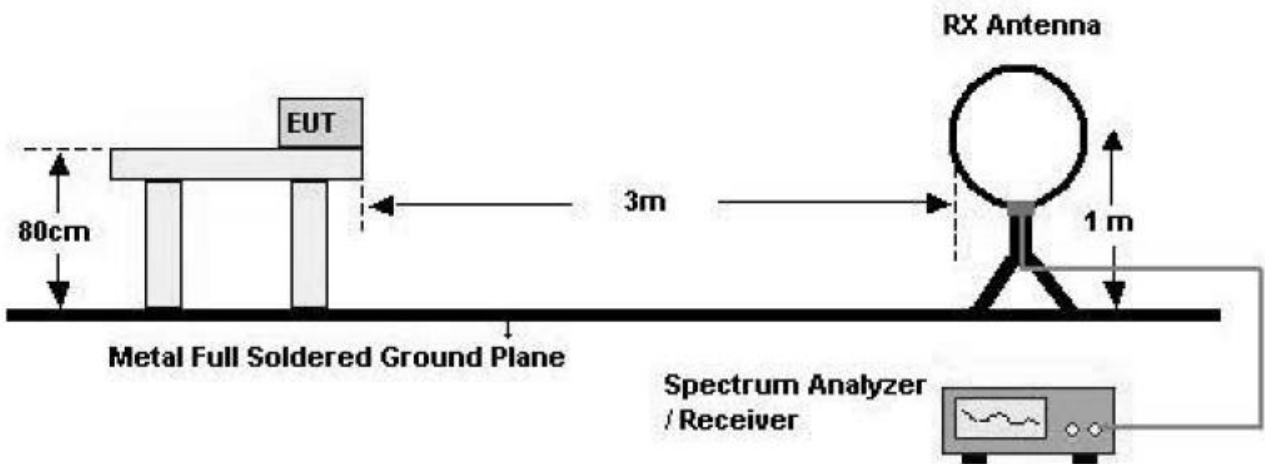 RX Antenna
EUT
80cm
3m
1 m
Metal Full Soldered Ground Plane
Spectrum Analyzer
/ Receiver